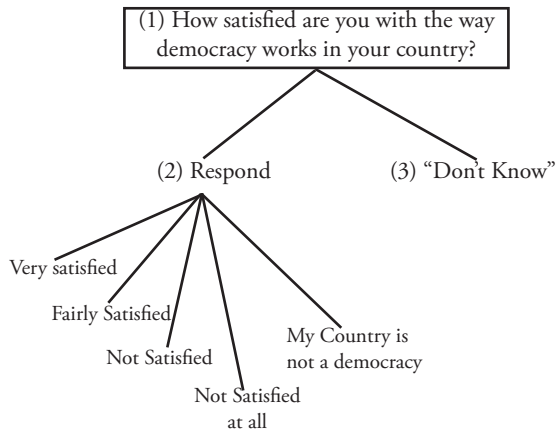 (1) How satisfied are you with the way
democracy works in your country?
(2) Respond
(3) “Don’t Know”
Very satisfied
Fairly Satisfied
Not Satisfied
Not Satisfied
at all
My Country is
not a democracy